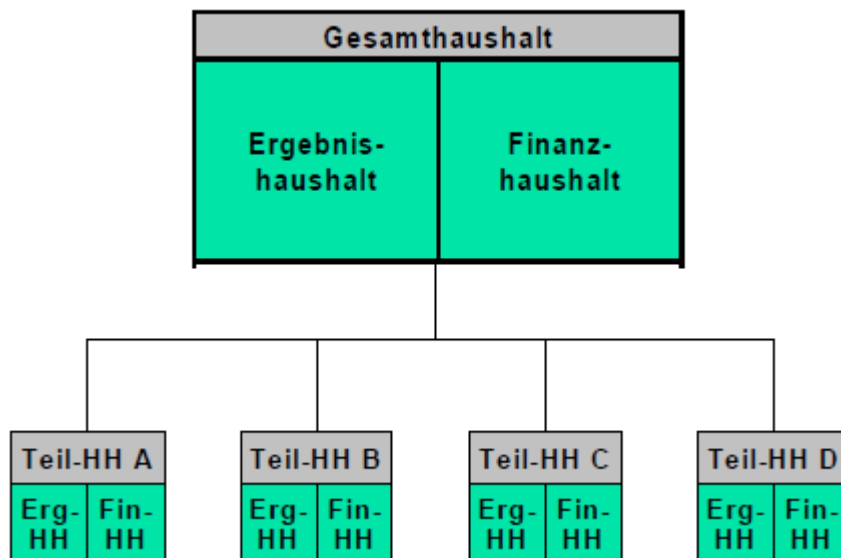 Gesamthaushalt
Ergebnis-
haushalt
Finanz-
haushalt
Teil-HH A
Erg-
HH
Fin-
HH
Teil-HH B
Erg-
HH
Fin-
HH
Teil-HH C
Erg-
HH
Fin-
HH
Teil-HH D
Erg-
HH
Fin-
HH